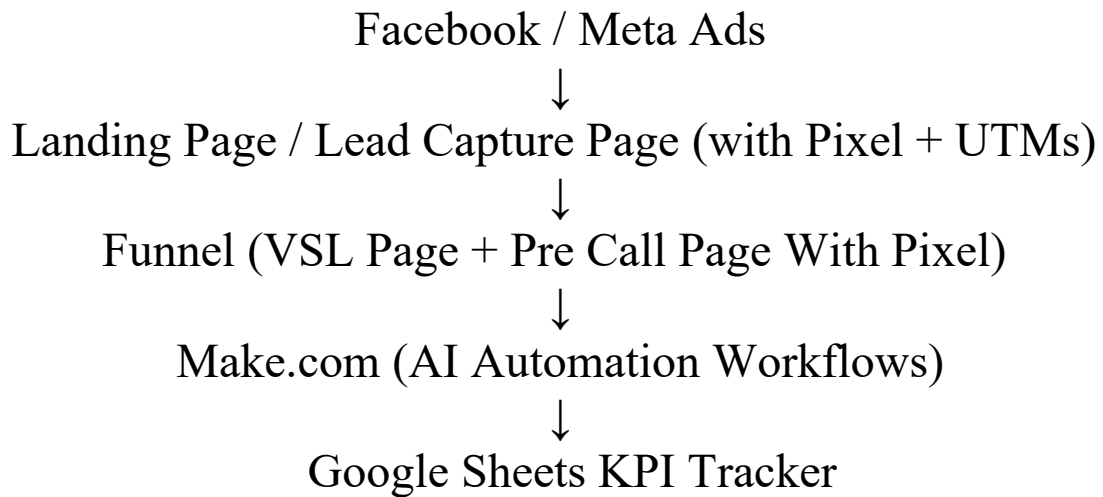 Facebook / Meta Ads
↓
Landing Page / Lead Capture Page (with Pixel + UTMs)
↓
Funnel (VSL Page + Pre Call Page With Pixel)
↓
Make.com (AI Automation Workflows)
↓
Google Sheets KPI Tracker